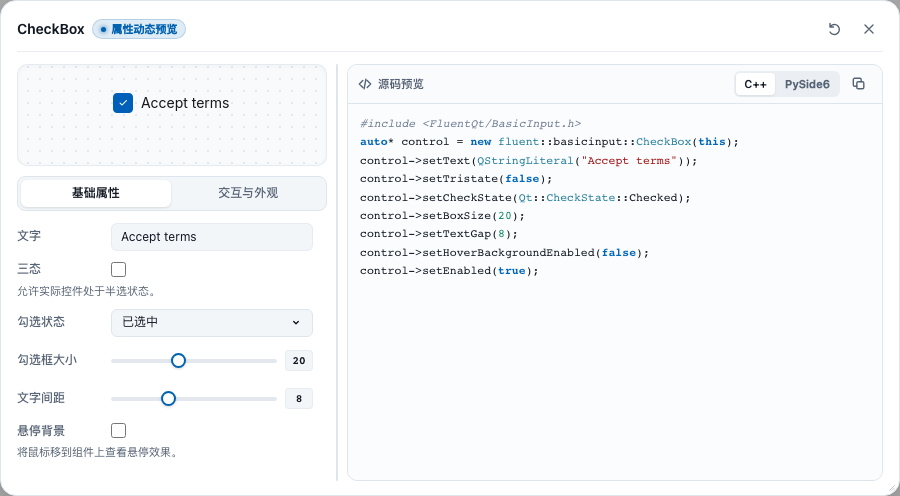 CheckBox
属性动态预览
Accept terms
基础属性
交互与外观
文字
Accept terms
三态
允许实际控件处于半选状态。
勾选状态
已选中
勾选框大小
20
文字间距
8
悬停背景
将鼠标移到组件上查看悬停效果。
源码预览
C++
PySide6
#include <FluentQt/BasicInput.h>
auto* control = new fluent::basicinput::CheckBox(this);
control->setText(QStringLiteral("Accept terms"));
control->setTristate(false);
control->setCheckState(Qt::CheckState::Checked);
control->setBoxSize(20);
control->setTextGap(8);
control->setHoverBackgroundEnabled(false);
control->setEnabled(true);